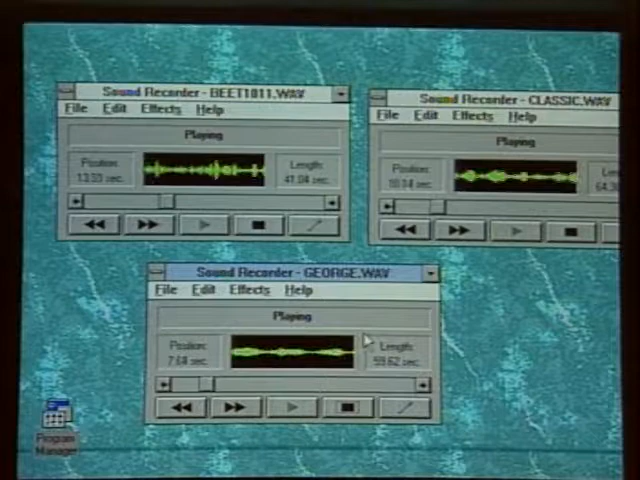 Sound Recorder - BEET1011.WAV
File Edit Effects Help
Playing
Position:
13.59 sec.
Length:
41.04 sec.
Sound Recorder - CLASSIC.WAV
File Edit Effects Help
Playing
Position:
Sound Recorder - GEORGE.WAV
File Edit Effects Help
Playing
Position:
7.64 sec.
Length:
59.62 sec.
Program
Manager